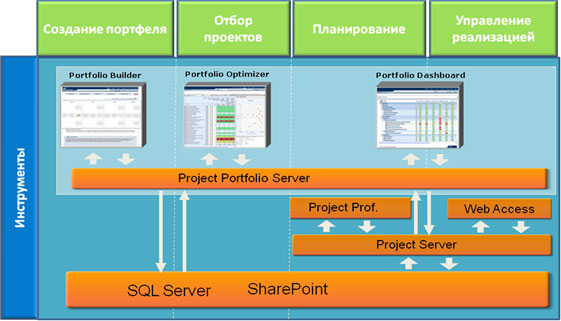 Создание портфеля
Отбор
проектов
Планирование
Управление
реализацией
Инструменты
Portfolio Builder
Portfolio Optimizer
Portfolio Dashboard
Project Portfolio Server
Project Prof.
Web Access
Project Server
SQL Server
SharePoint